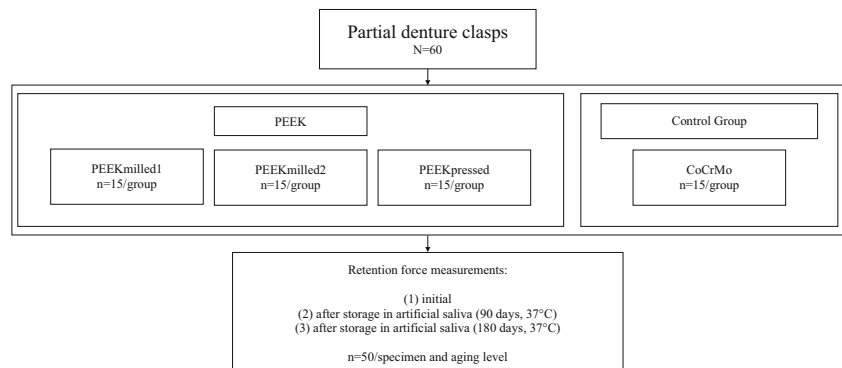 Partial denture clasps
N=60
PEEK
Control Group
PEEKmilled1
n=15/group
PEEKmilled2
n=15/group
PEEKpressed
n=15/group
CoCrMo
n=15/group
Retention force measurements:
(1) initial
(2) after storage in artificial saliva (90 days, 37°C)
(3) after storage in artificial saliva (180 days, 37°C)
n=50/specimen and aging level